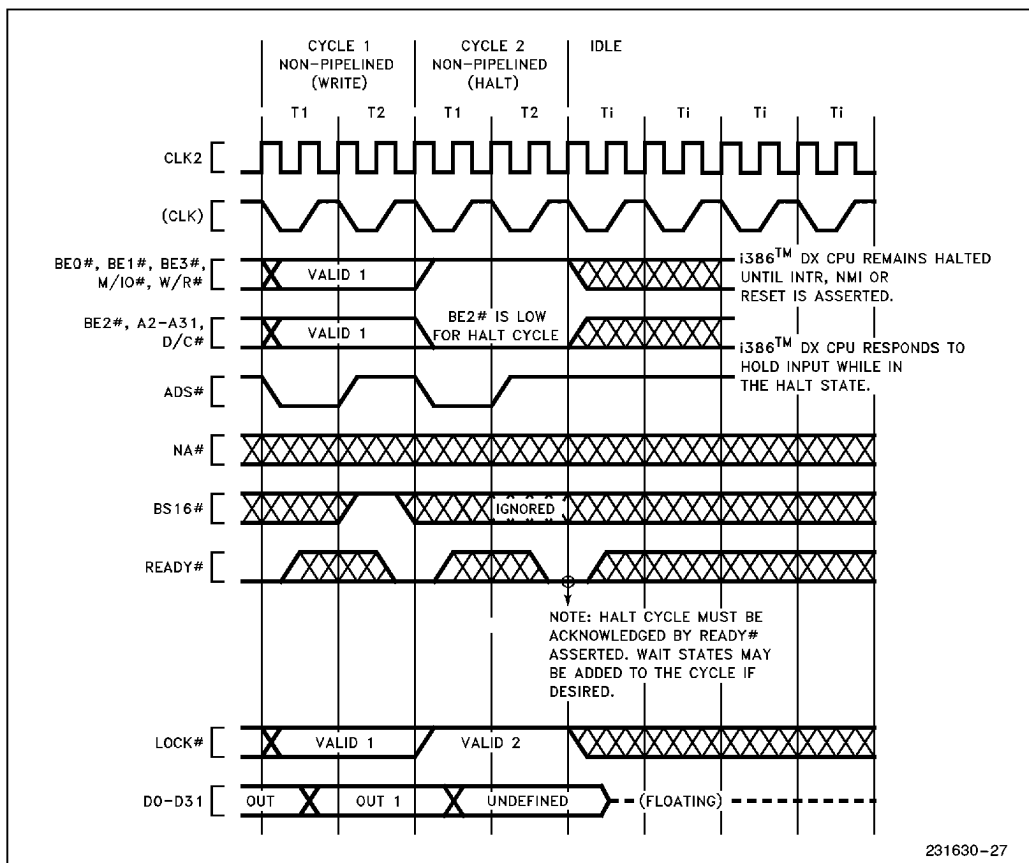 CYCLE 1
NON-PIPELINED
(WRITE)
CYCLE 2
NON-PIPELINED
(HALT)
IDLE
T1 T2 T1 T2 Ti Ti Ti Ti
CLK2
(CLK)
BE0#, BE1#, BE3#,
M/IO#, W/R#
VALID 1
i386™ DX CPU REMAINS HALTED
UNTIL INTR, NMI OR
RESET IS ASSERTED.
BE2#, A2-A31,
D/C#
VALID 1
BE2# IS LOW
FOR HALT CYCLE
i386™ DX CPU RESPONDS TO
HOLD INPUT WHILE IN
THE HALT STATE.
ADS#
NA#
BS16#
IGNORED
READY#
NOTE: HALT CYCLE MUST BE
ACKNOWLEDGED BY READY#
ASSERTED. WAIT STATES MAY
BE ADDED TO THE CYCLE IF
DESIRED.
LOCK#
VALID 1
VALID 2
D0-D31
OUT
OUT 1
UNDEFINED
(FLOATING)
231630-27